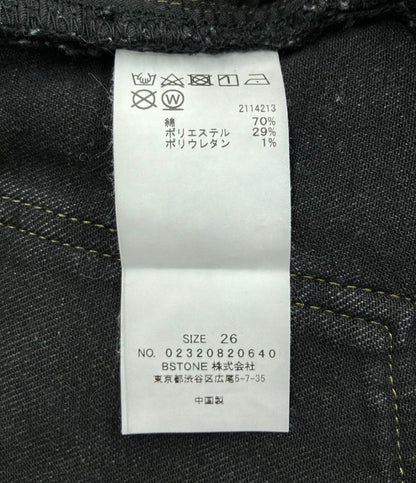 W
2114213
綿 70%
ポリエステル 29%
ポリウレタン 1%
SIZE 26
NO. 02320820640
BSTONE 株式会社
東京都渋谷区広尾5-7-35
中国製